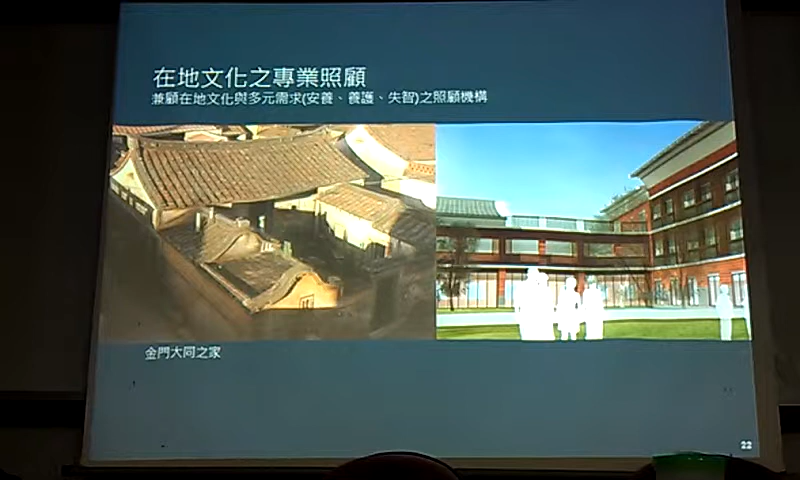 在地文化之專業照顧
兼顧在地文化與多元需求(安養、養護、失智)之照顧機構
金門大同之家
22